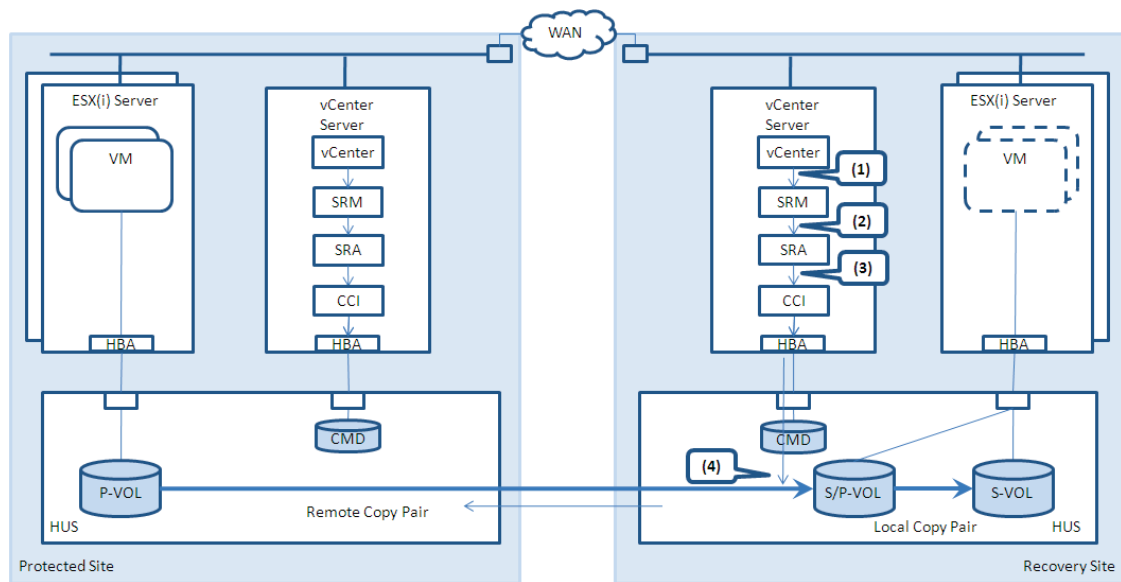 WAN
ESX(i) Server
VM
HBA
vCenter
Server
vCenter
SRM
SRA
CCI
HBA
vCenter
Server
vCenter
(1)
SRM
(2)
SRA
(3)
CCI
HBA
ESX(i) Server
VM
HBA
CMD
P-VOL
Remote Copy Pair
HUS
Protected Site
CMD
(4)
S/P-VOL
S-VOL
Local Copy Pair
HUS
Recovery Site